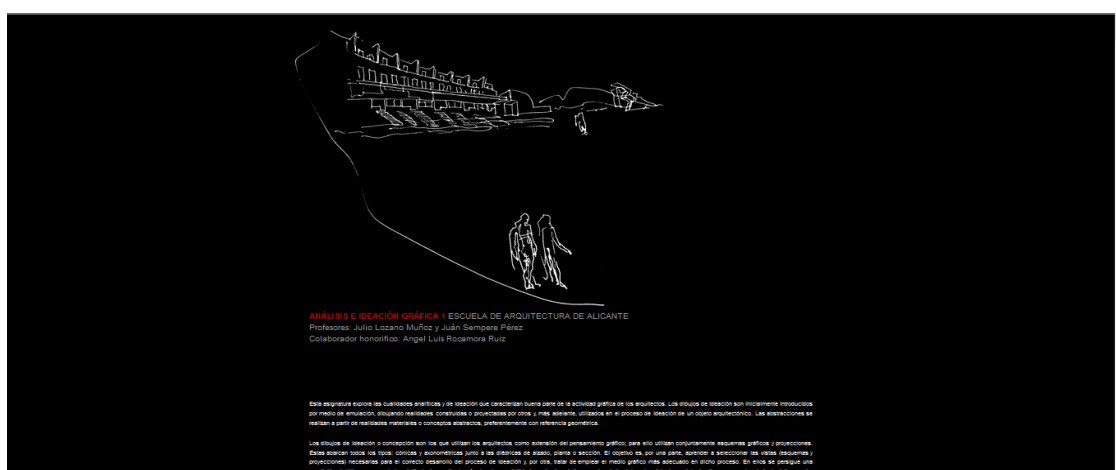 ANÁLISIS E IDEACIÓN GRÁFICA 1 ESCUELA DE ARQUITECTURA DE ALICANTE
Profesores: Julio Lozano Muñoz y Juán Sempere Pérez
Colaborador honorífico: Angel Luis Rocamora Ruiz
Esta asignatura explora las cualidades analíticas y de ideación que caracterizan buena parte de la actividad gráfica de los arquitectos. Los dibujos de ideación son inicialmente introducidos
por medio de emulación, dibujando realidades construidas o proyectadas por otros y, más adelante, utilizados en el proceso de ideación de un objeto arquitectónico. Las abstracciones se
realizan a partir de realidades materiales o conceptos abstractos, preferentemente con referencia geométrica.
Los dibujos de ideación o concepción son los que utilizan los arquitectos como extensión del pensamiento gráfico; para ello utilizan conjuntamente esquemas gráficos y proyecciones.
Éstas abarcan todos los tipos: cónicas y axonométricas junto a las diédricas de alzado, planta o sección. El objetivo es, por una parte, aprender a seleccionar las vistas (esquemas y
proyecciones) necesarias para el correcto desarrollo del proceso de ideación y, por otra, tratar de emplear el medio gráfico más adecuado en dicho proceso. En ellos se persigue una